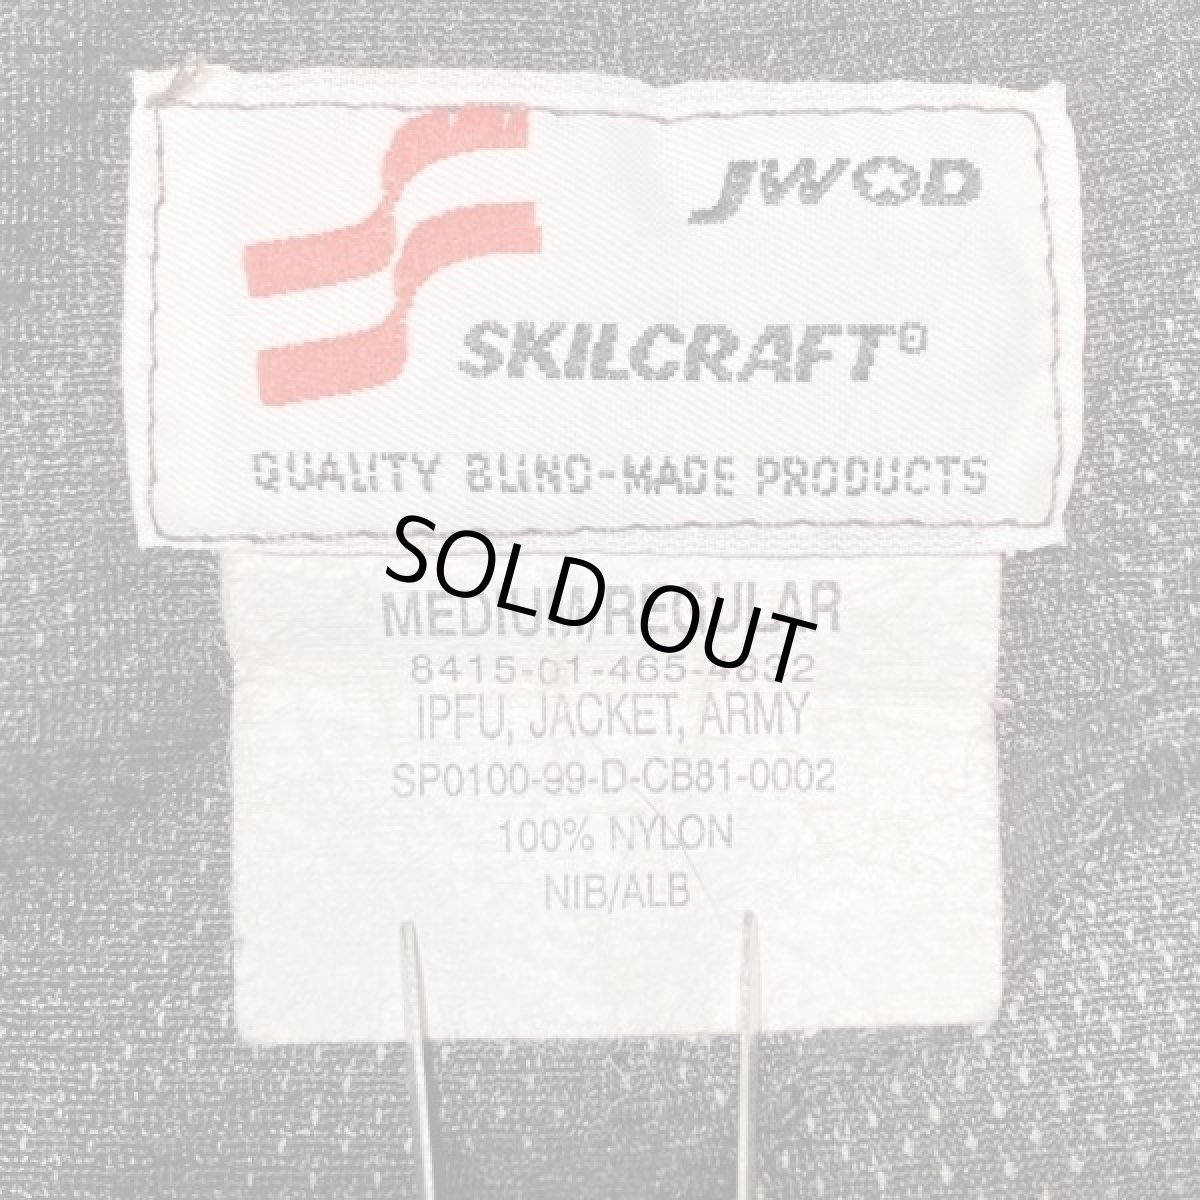 JWOD
SKILCRAFT®
QUALITY BLIND-MADE PRODUCTS
SOLD OUT
MEDIUM/REGULAR
8415-01-465-4832
IPFU, JACKET, ARMY
SP0100-99-D-CB81-0002
100% NYLON
NIB/ALB